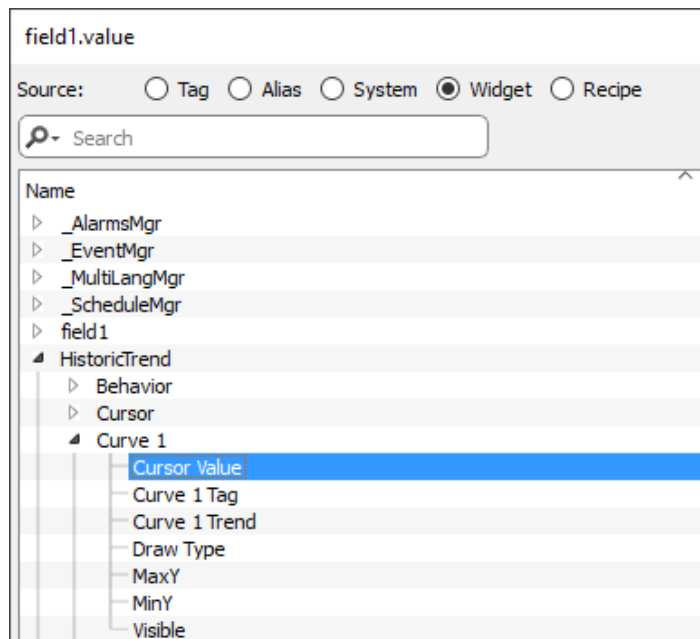 field1.value
Source: Tag Alias System Widget Recipe
Search
Name
_AlarmsMgr
_EventMgr
_MultiLangMgr
_ScheduleMgr
field1
HistoricTrend
Behavior
Cursor
Curve 1
Cursor Value
Curve 1 Tag
Curve 1 Trend
Draw Type
MaxY
MinY
Visible